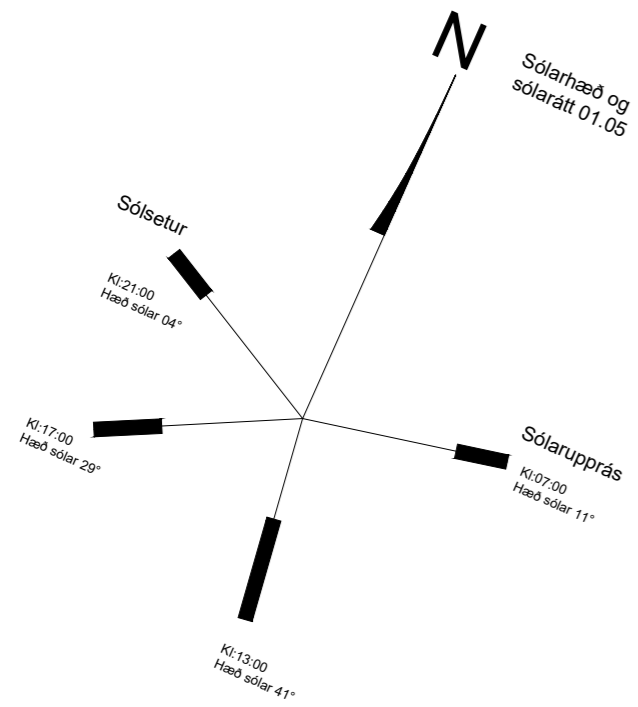 N
Sólarhæð og
sólarátt 01.05
Sólsetur
Kl:21:00
Hæð sólar 04°
Kl:17:00
Hæð sólar 29°
Sólarupprás
Kl:07:00
Hæð sólar 11°
Kl:13:00
Hæð sólar 41°